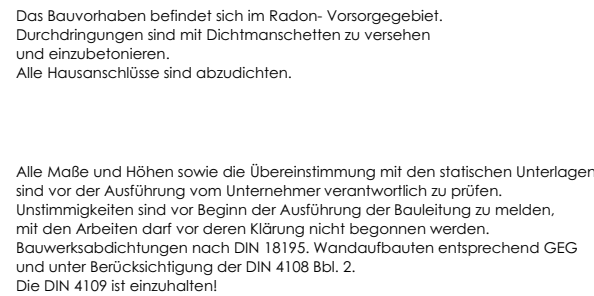 Das Bauvorhaben befindet sich im Radon- Vorsorgegebiet.
Durchdringungen sind mit Dichtmanschetten zu versehen
und einzubetonieren.
Alle Hausanschlüsse sind abzudichten.
Alle Maße und Höhen sowie die Übereinstimmung mit den statischen Unterlagen
sind vor der Ausführung vom Unternehmer verantwortlich zu prüfen.
Unstimmigkeiten sind vor Beginn der Ausführung der Bauleitung zu melden,
mit den Arbeiten darf vor deren Klärung nicht begonnen werden.
Bauwerksabdichtungen nach DIN 18195. Wandaufbauten entsprechend GEG
und unter Berücksichtigung der DIN 4108 Bbl. 2.
Die DIN 4109 ist einzuhalten!